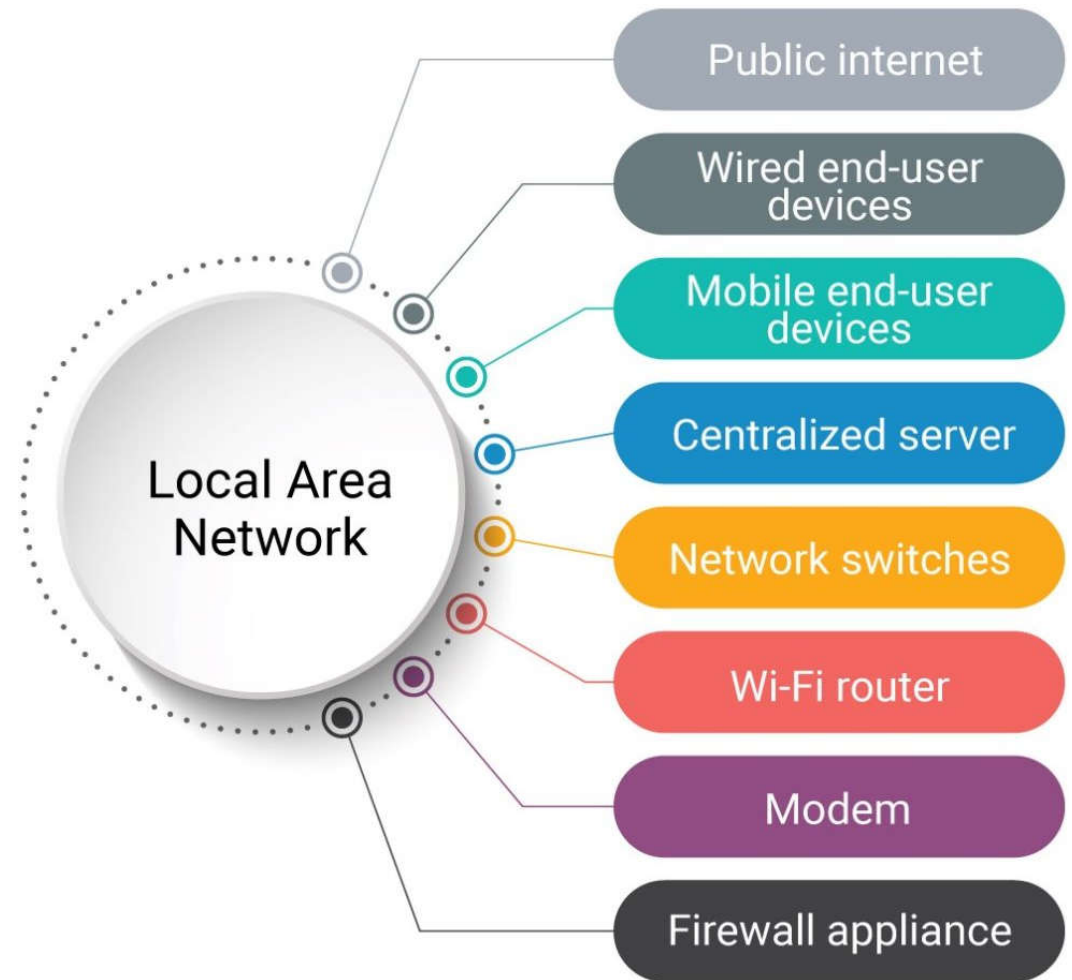 Public internet
Wired end-user
devices
Mobile end-user
devices
Centralized server
Local Area
Network
Network switches
Wi-Fi router
Modem
Firewall appliance